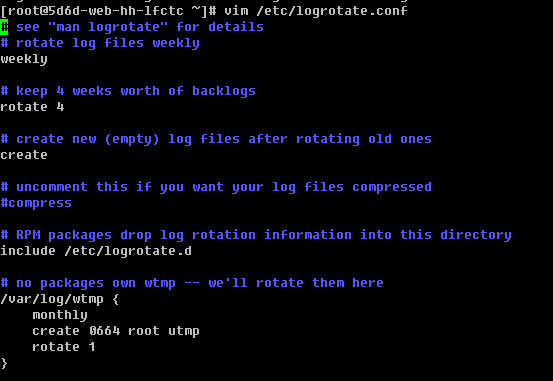 [root@5d6d-web-hh-lfctc ~]# vim /etc/logrotate.conf
# see "man logrotate" for details
# rotate log files weekly
weekly
# keep 4 weeks worth of backlogs
rotate 4
# create new (empty) log files after rotating old ones
create
# uncomment this if you want your log files compressed
#compress
# RPM packages drop log rotation information into this directory
include /etc/logrotate.d
# no packages own wtmp -- we'll rotate them here
/var/log/wtmp {
    monthly
    create 0664 root utmp
    rotate 1
}